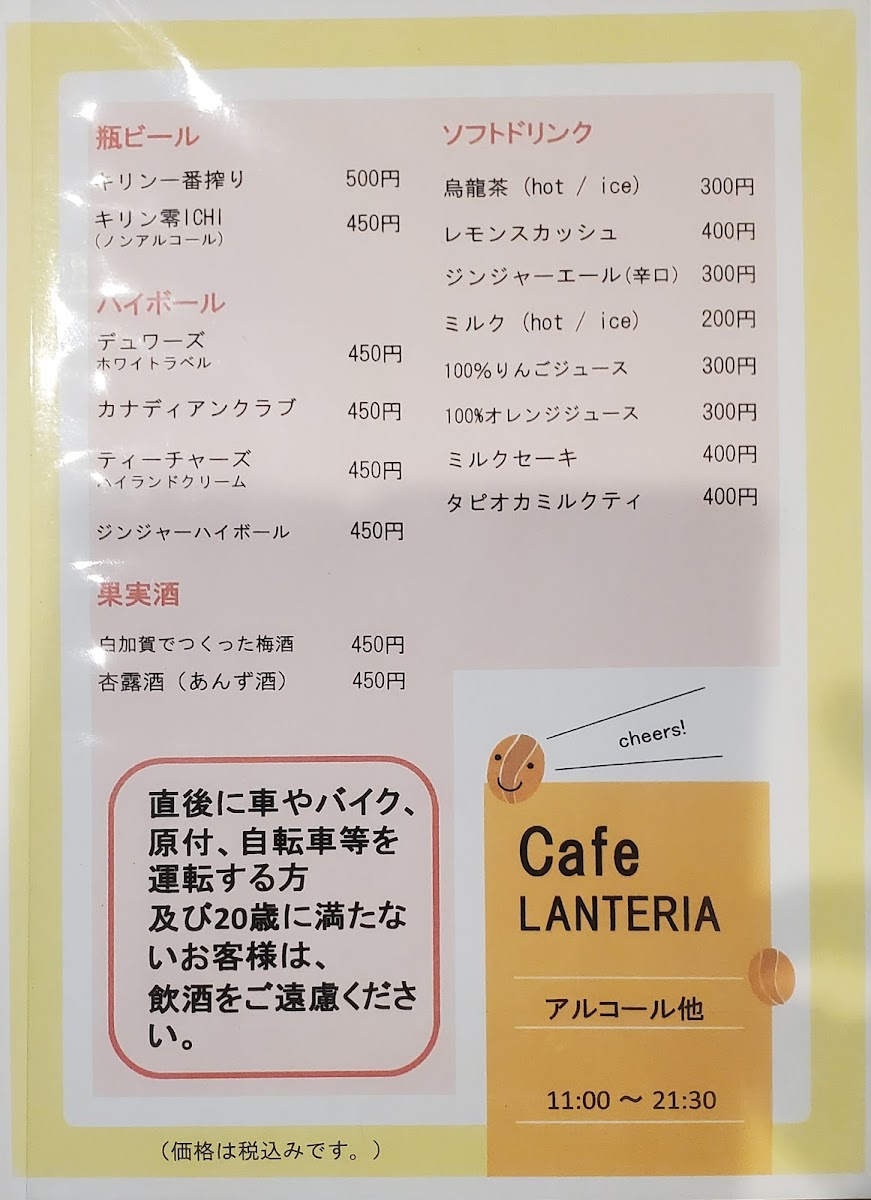 瓶ビール
キリン一番搾り 500円
キリン零ICHI 450円
(ノンアルコール)
ハイボール
デュワーズ
ホワイトラベル 450円
カナディアンクラブ 450円
ティーチャーズ
ハイランドクリーム 450円
ジンジャーハイボール 450円
果実酒
白加賀でつくった梅酒 450円
杏露酒（あんず酒） 450円
直後に車やバイク、
原付、自転車等を
運転する方
及び20歳に満たな
いお客様は、
飲酒をご遠慮くださ
い。
ソフトドリンク
烏龍茶（hot / ice） 300円
レモンスカッシュ 400円
ジンジャーエール(辛口) 300円
ミルク（hot / ice） 200円
100％りんごジュース 300円
100%オレンジジュース 300円
ミルクセーキ 400円
タピオカミルクティ 400円
cheers!
Cafe
LANTERIA
アルコール他
11:00 ～ 21:30
（価格は税込みです。）